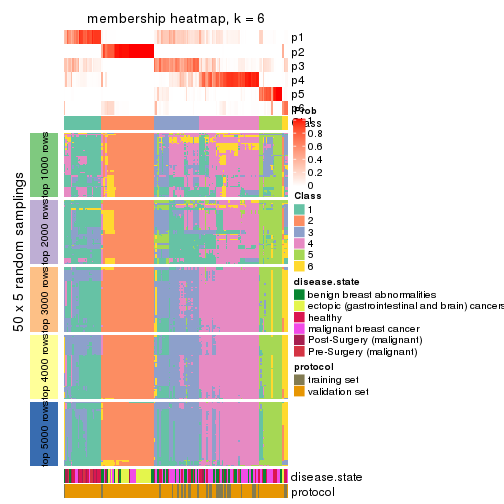 membership heatmap, k = 6
p1
p2
p3
p4
p5
p6
Prob
0.8
0.6
0.4
0.2
0
Class
1
2
3
4
5
6
disease.state
benign breast abnormalities
ectopic (gastrointestinal and brain) cancers
healthy
malignant breast cancer
Post-Surgery (malignant)
Pre-Surgery (malignant)
protocol
training set
validation set
50 x 5 random samplings
top 1000 rows
top 2000 rows
top 3000 rows
top 4000 rows
top 5000 rows
disease.state
protocol